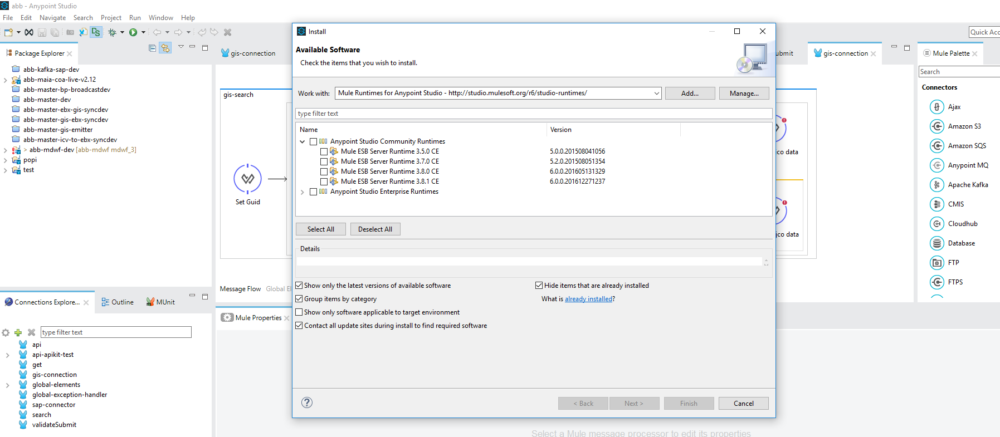 abb - Anypoint Studio
File Edit Navigate Search Project Run Window Help
Quick Acc
Package Explorer
abb-kafka-sap-dev
abb-maia-coa-live-v2.12
abb-master-bp-broadcastdev
abb-master-dev
abb-master-ebx-gis-syncdev
abb-master-gis-ebx-syncdev
abb-master-gis-emitter
abb-master-icv-to-ebx-syncdev
> abb-mdwf-dev [abb-mdwf mdwf_3]
popi
test
Connections Explore...
Outline
MUnit
type filter text
api
api-apikit-test
get
gis-connection
global-elements
global-exception-handler
sap-connector
search
validateSubmit
gis-connection
gis-search
Set Guid
Message Flow Global El
Mule Properties
Select a Mule message processor to edit its properties
Install
Available Software
Check the items that you wish to install.
Work with: Mule Runtimes for Anypoint Studio - http://studio.mulesoft.org/r6/studio-runtimes/ Add... Manage...
type filter text
Name Version
Anypoint Studio Community Runtimes
Mule ESB Server Runtime 3.5.0 CE 5.0.0.201508041056
Mule ESB Server Runtime 3.7.0 CE 5.2.0.201508051354
Mule ESB Server Runtime 3.8.0 CE 6.0.0.201605131329
Mule ESB Server Runtime 3.8.1 CE 6.0.0.201612271237
Anypoint Studio Enterprise Runtimes
Select All Deselect All
Details
Show only the latest versions of available software
Hide items that are already installed
Group items by category
What is already installed?
Show only software applicable to target environment
Contact all update sites during install to find required software
< Back Next > Finish Cancel
ubmit
gis-connection
co data
jco data
Mule Palette
Search
Connectors
Ajax
Amazon S3
Amazon SQS
Anypoint MQ
Apache Kafka
CMIS
Cloudhub
Database
FTP
FTPS